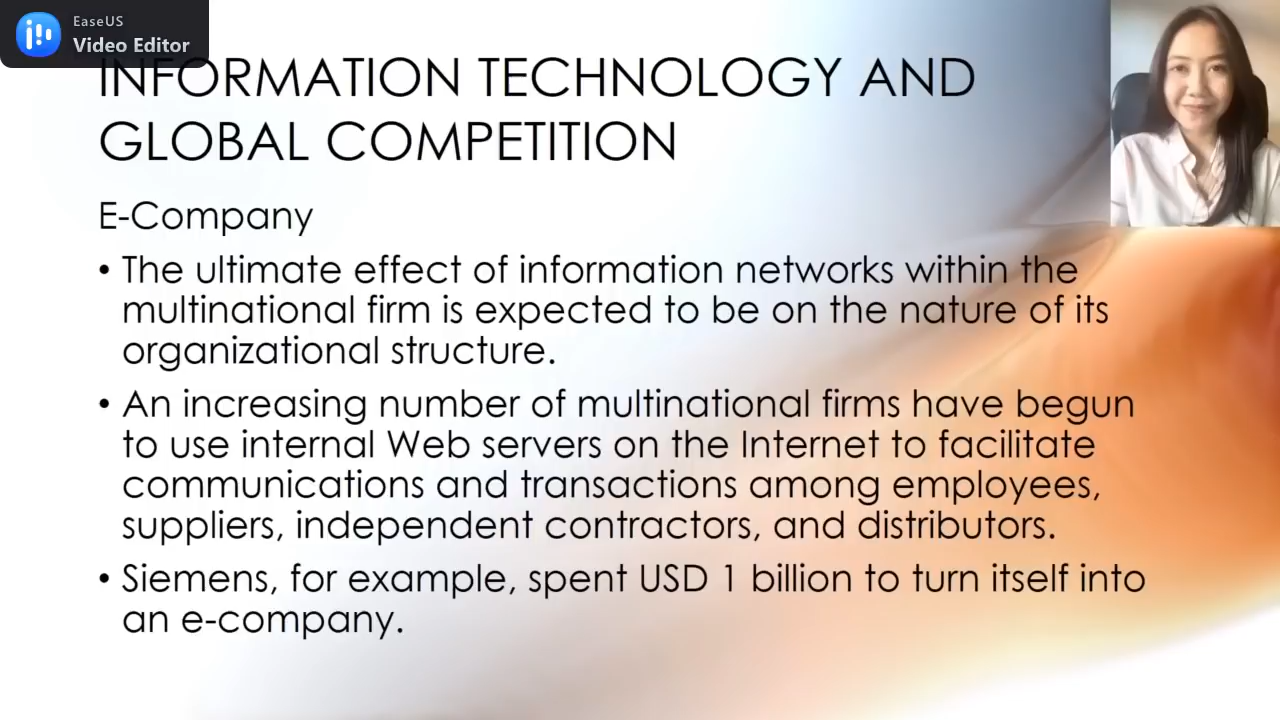 EaseUS
Video Editor
INFORMATION TECHNOLOGY AND
GLOBAL COMPETITION
E-Company
• The ultimate effect of information networks within the
multinational firm is expected to be on the nature of its
organizational structure.
• An increasing number of multinational firms have begun
to use internal Web servers on the Internet to facilitate
communications and transactions among employees,
suppliers, independent contractors, and distributors.
• Siemens, for example, spent USD 1 billion to turn itself into
an e-company.